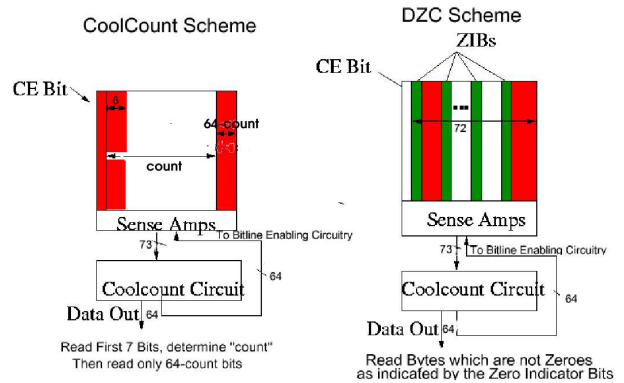 CoolCount Scheme
CE Bit
6
64-count
count
Sense Amps
To Bitline Enabling Circuitry
73
64
Coolcount Circuit
Data Out
64
Read First 7 Bits, determine "count"
Then read only 64-count bits
DZC Scheme
ZIBs
CE Bit
72
Sense Amps
73
To Bitline Enabling Circuitry
64
Coolcount Circuit
Data Out
64
Read Bytes which are not Zeroes
as indicated by the Zero Indicator Bits